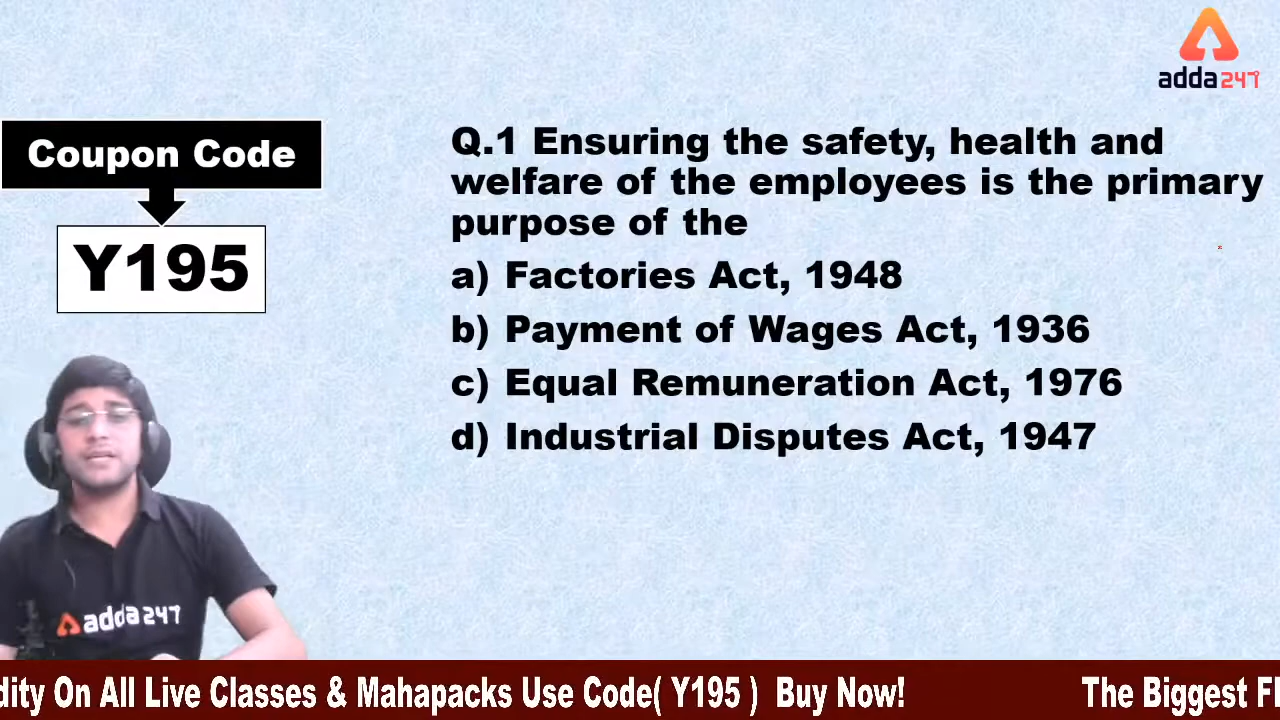 adda247
Coupon Code
Y195
Q.1 Ensuring the safety, health and
welfare of the employees is the primary
purpose of the
a) Factories Act, 1948
b) Payment of Wages Act, 1936
c) Equal Remuneration Act, 1976
d) Industrial Disputes Act, 1947
adda247
dity On All Live Classes & Mahapacks Use Code( Y195 ) Buy Now! The Biggest